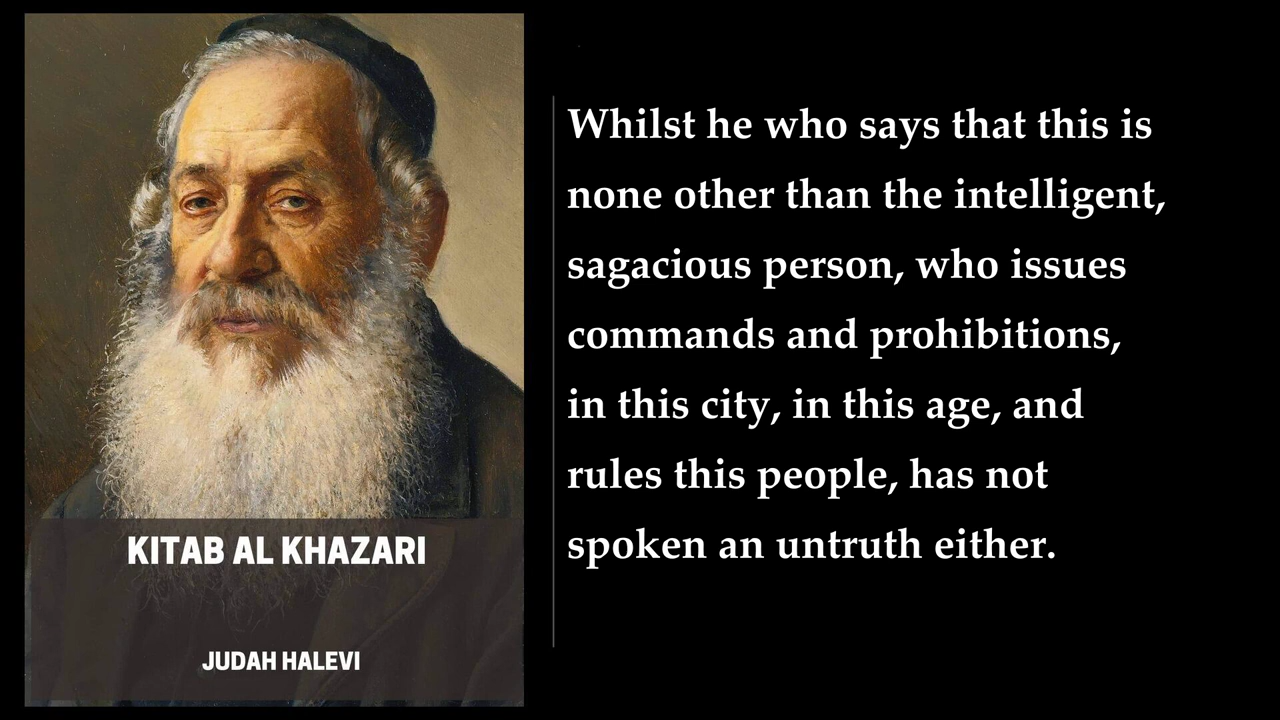 KITAB AL KHAZARI
JUDAH HALEVI
Whilst he who says that this is
none other than the intelligent,
sagacious person, who issues
commands and prohibitions,
in this city, in this age, and
rules this people, has not
spoken an untruth either.